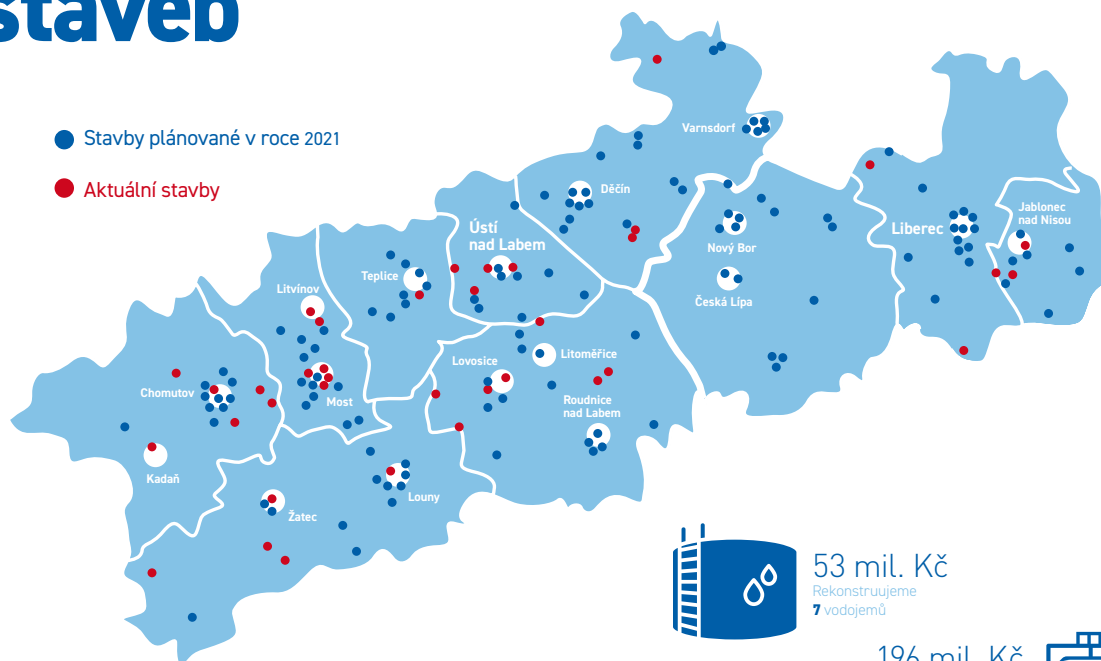 staveb
Stavby plánované v roce 2021
Aktuální stavby
Varnsdorf
Děčín
Ústí
nad Labem
Jablonec
nad Nisou
Liberec
Nový Bor
Teplice
Litvínov
Česká Lípa
Lovosice
Litoměřice
Chomutov
Most
Roudnice
nad Labem
Kadaň
Louny
Žatec
53 mil. Kč
Rekonstruujeme
7 vodojemů
196 mil. Kč